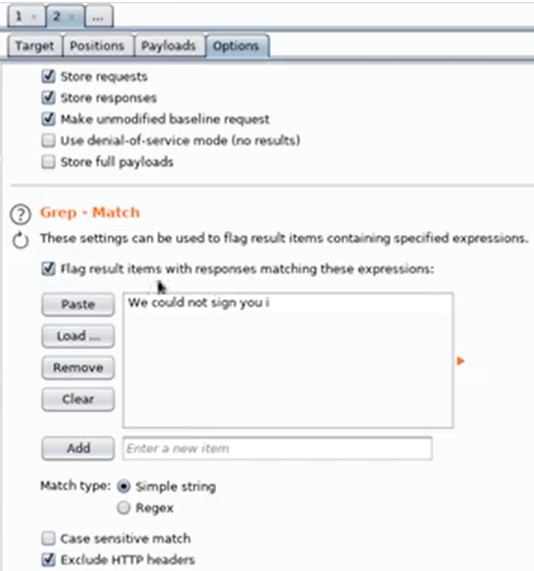 1 × 2 × ...
Target Positions Payloads Options
Store requests
Store responses
Make unmodified baseline request
Use denial-of-service mode (no results)
Store full payloads
? Grep - Match
These settings can be used to flag result items containing specified expressions.
Flag result items with responses matching these expressions:
Paste We could not sign you i
Load ...
Remove
Clear
Add Enter a new item
Match type: Simple string
Regex
Case sensitive match
Exclude HTTP headers